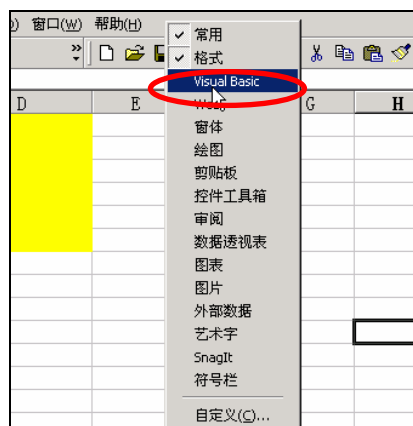 ) 窗口(W) 帮助(H)
常用
格式
Visual Basic
D E G H
Web
窗体
绘图
剪贴板
控件工具箱
审阅
数据透视表
图表
图片
外部数据
艺术字
SnagIt
符号栏
自定义(C)...